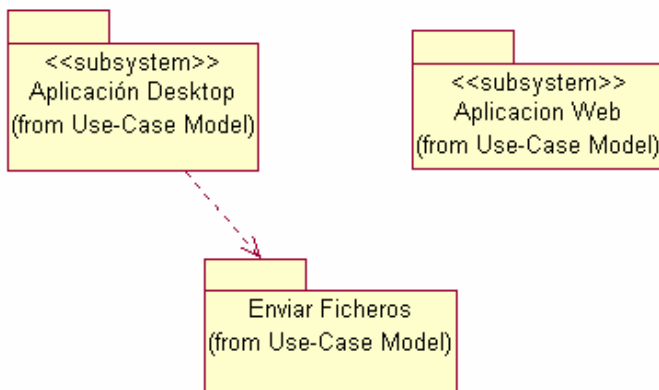 <<subsystem>>
Aplicación Desktop
(from Use-Case Model)
<<subsystem>>
Aplicacion Web
(from Use-Case Model)
Enviar Ficheros
(from Use-Case Model)